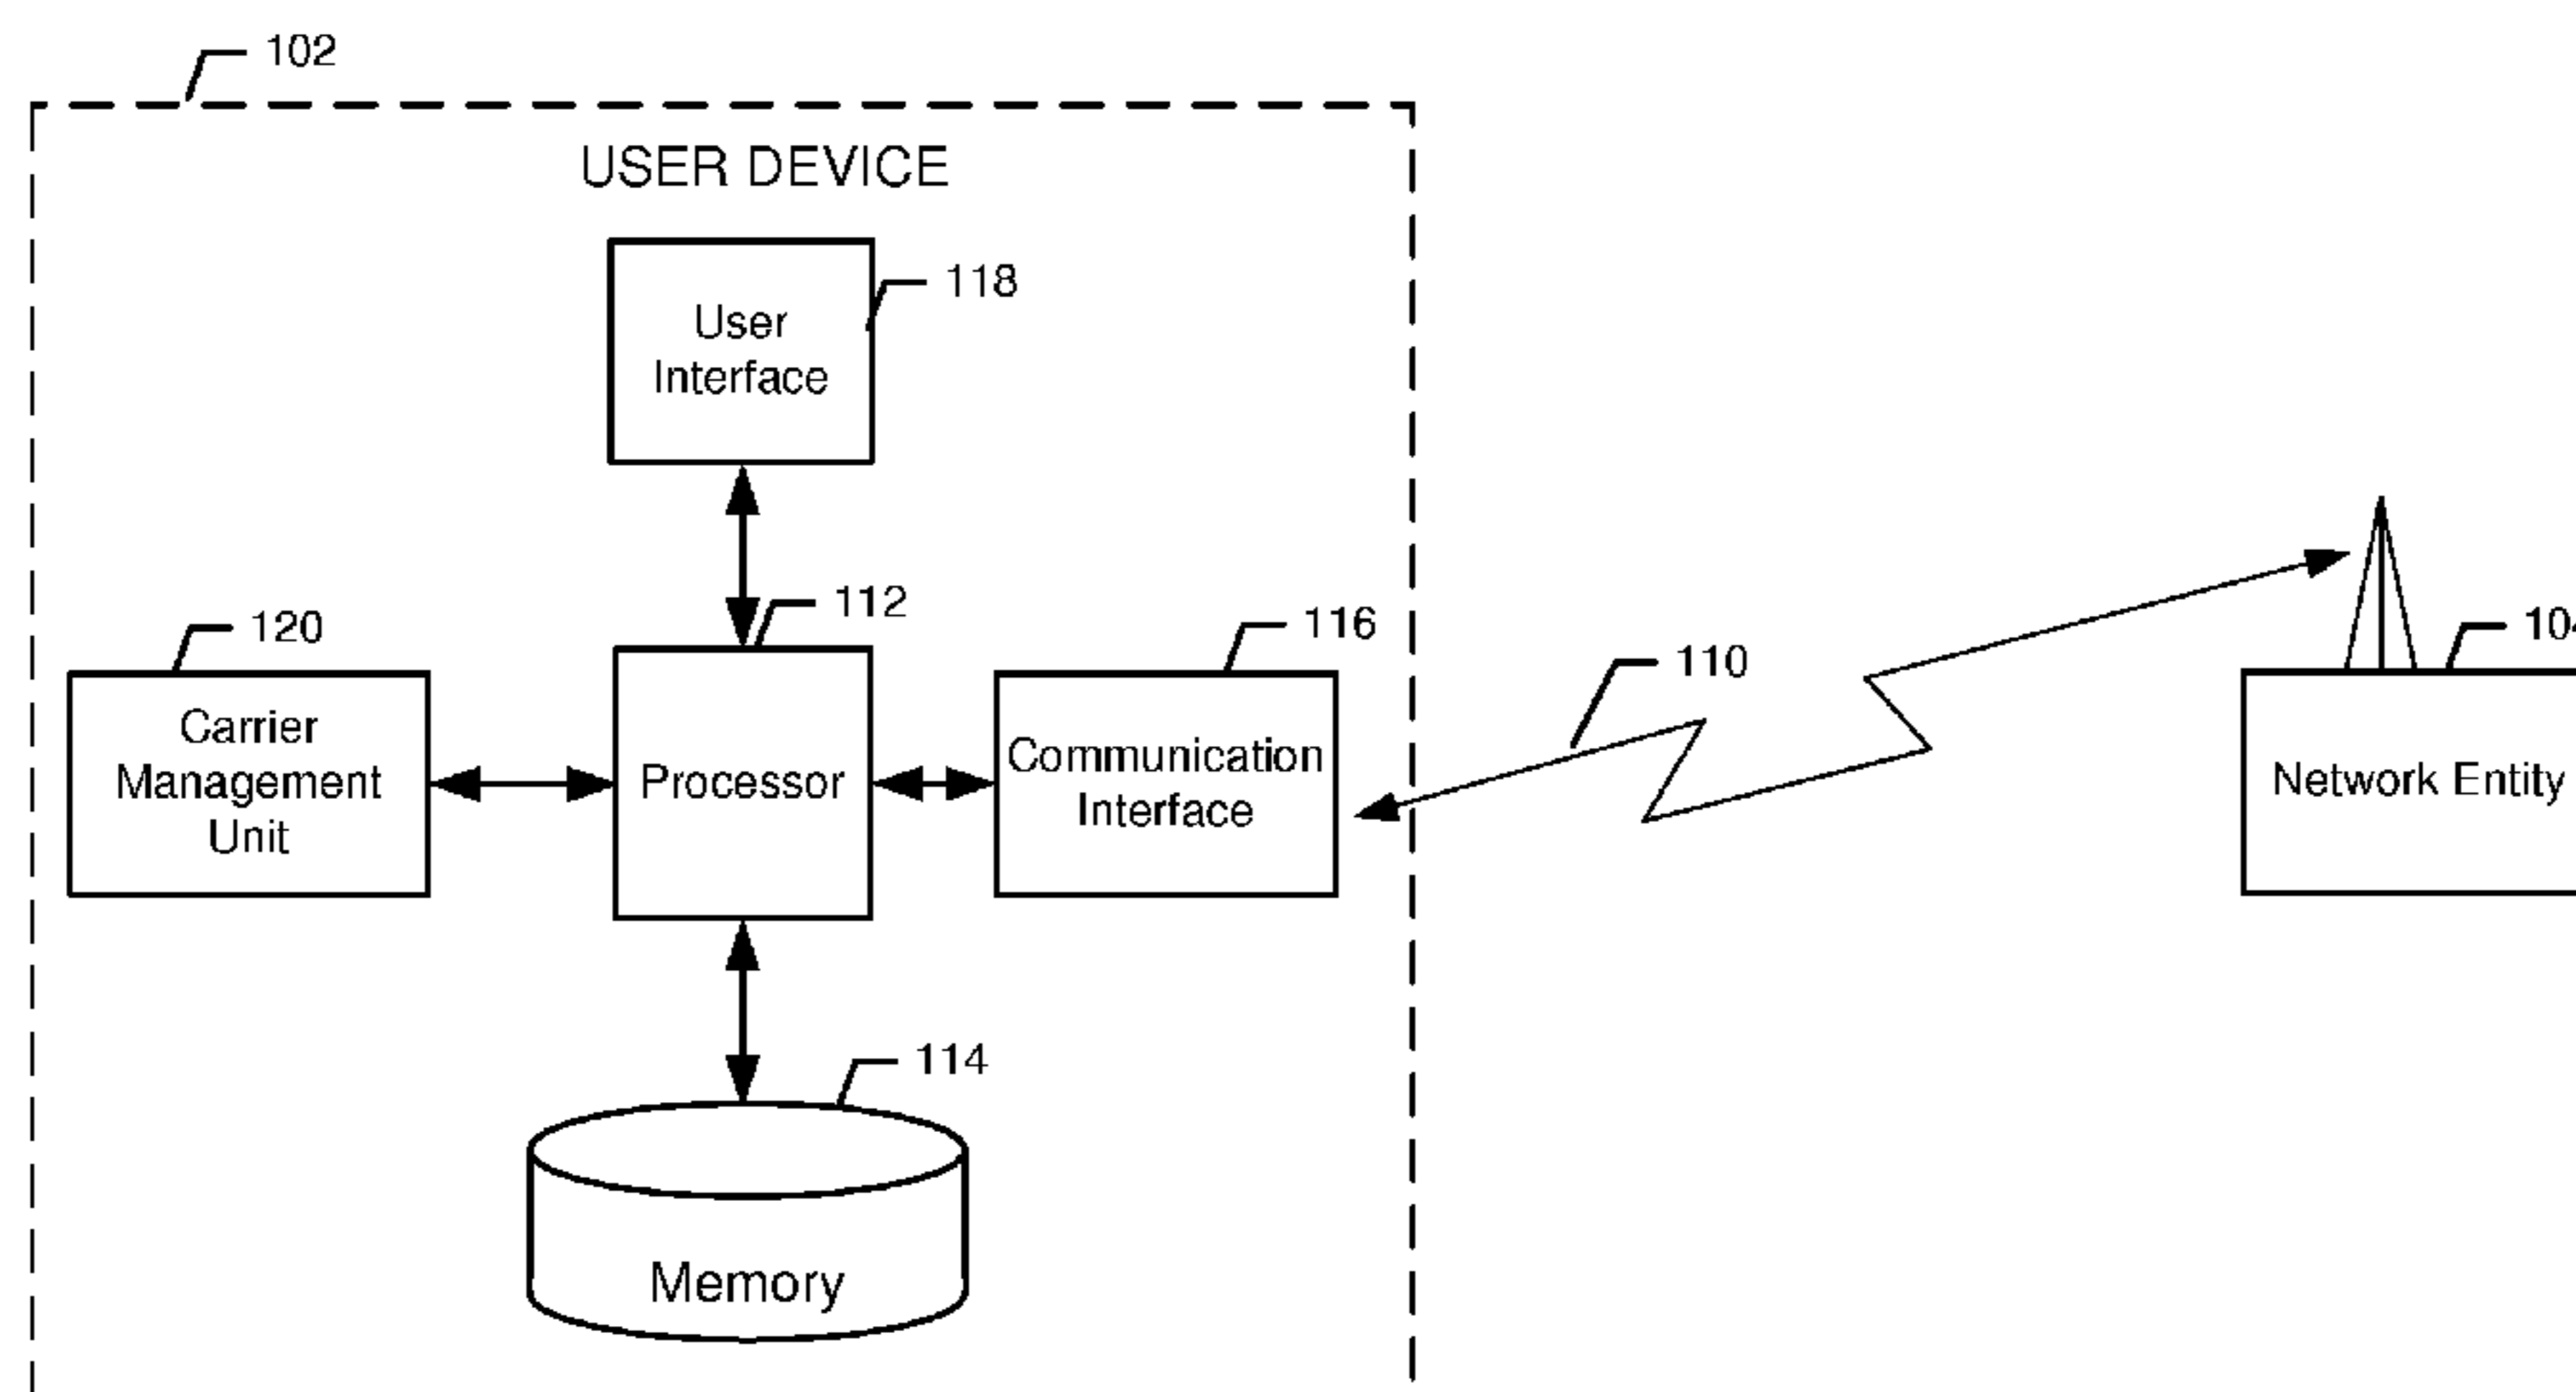 102
USER DEVICE
118
User
Interface
112
120
116
110
Carrier
Management
Unit
Processor
Communication
Interface
Network Entity
114
Memory